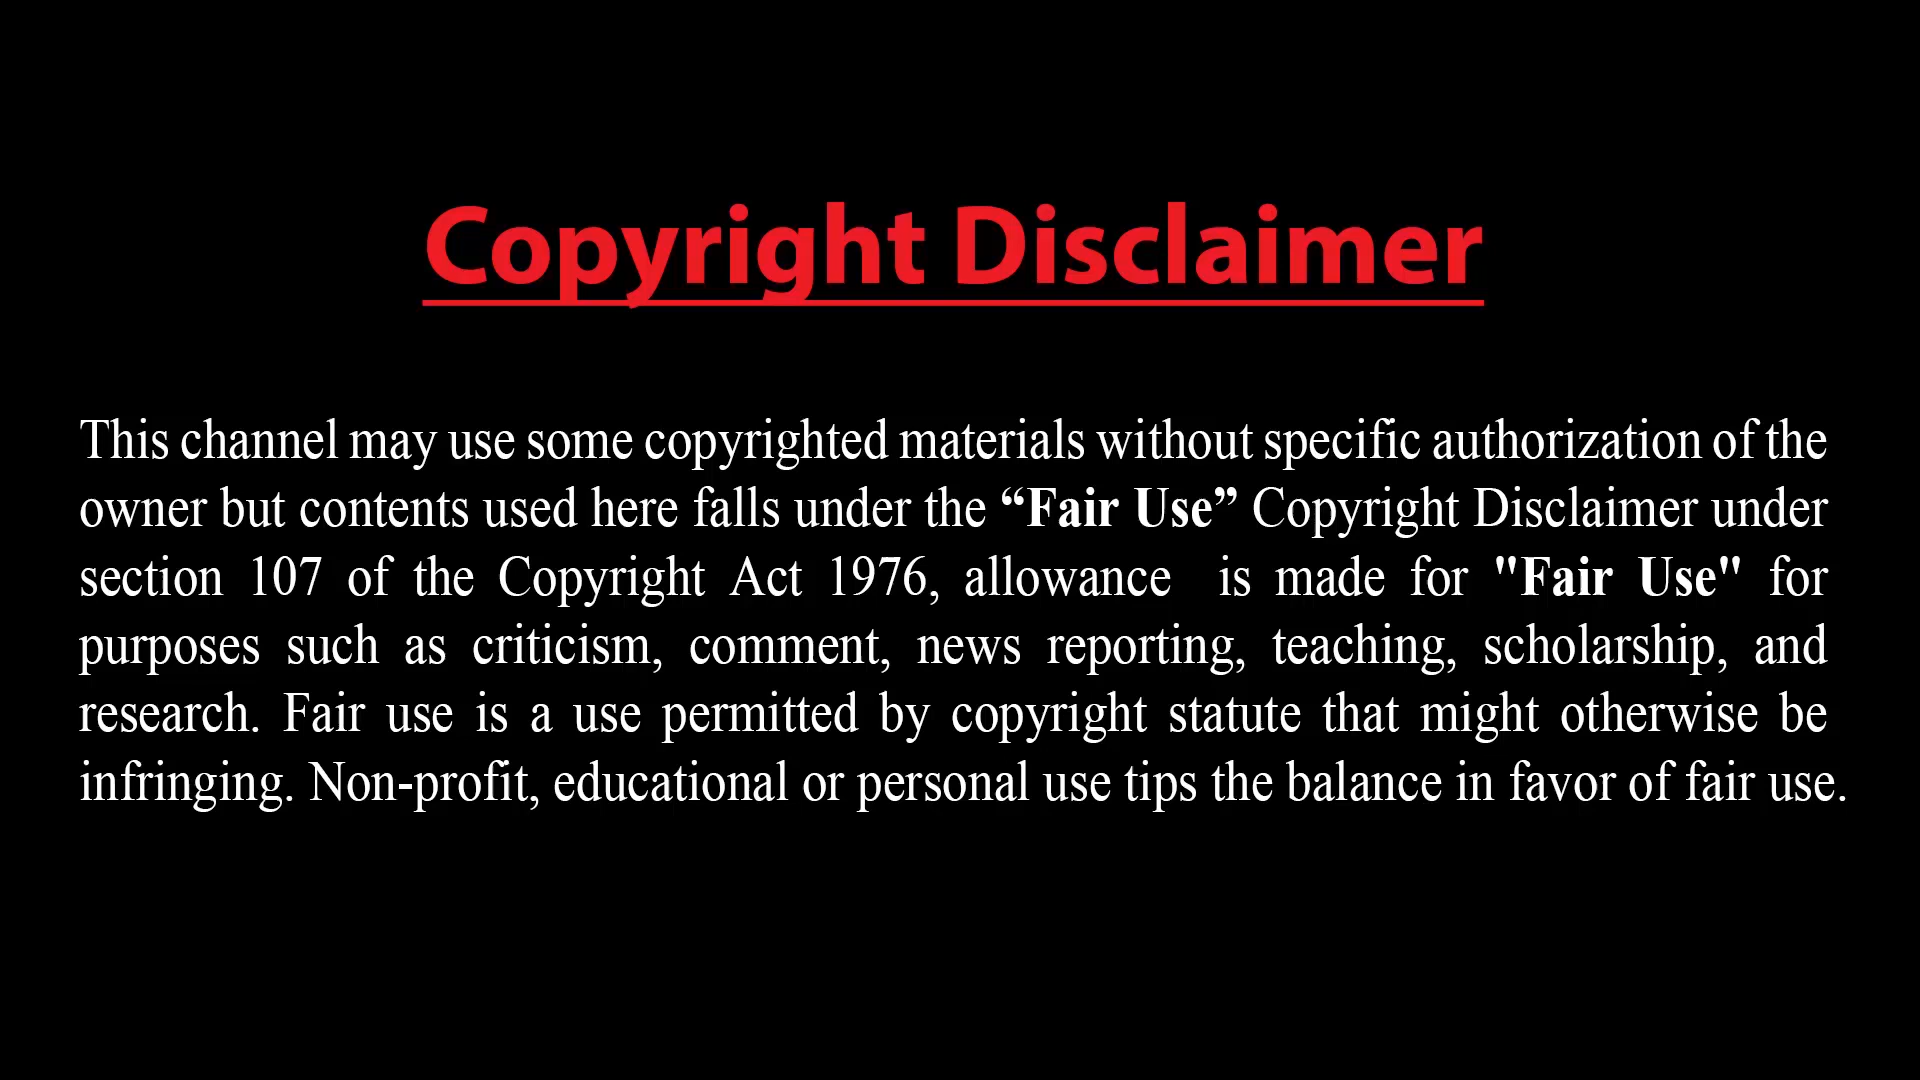 Copyright Disclaimer
This channel may use some copyrighted materials without specific authorization of the
owner but contents used here falls under the “Fair Use” Copyright Disclaimer under
section 107 of the Copyright Act 1976, allowance  is made for "Fair Use" for
purposes such as criticism, comment, news reporting, teaching, scholarship, and
research. Fair use is a use permitted by copyright statute that might otherwise be
infringing. Non-profit, educational or personal use tips the balance in favor of fair use.